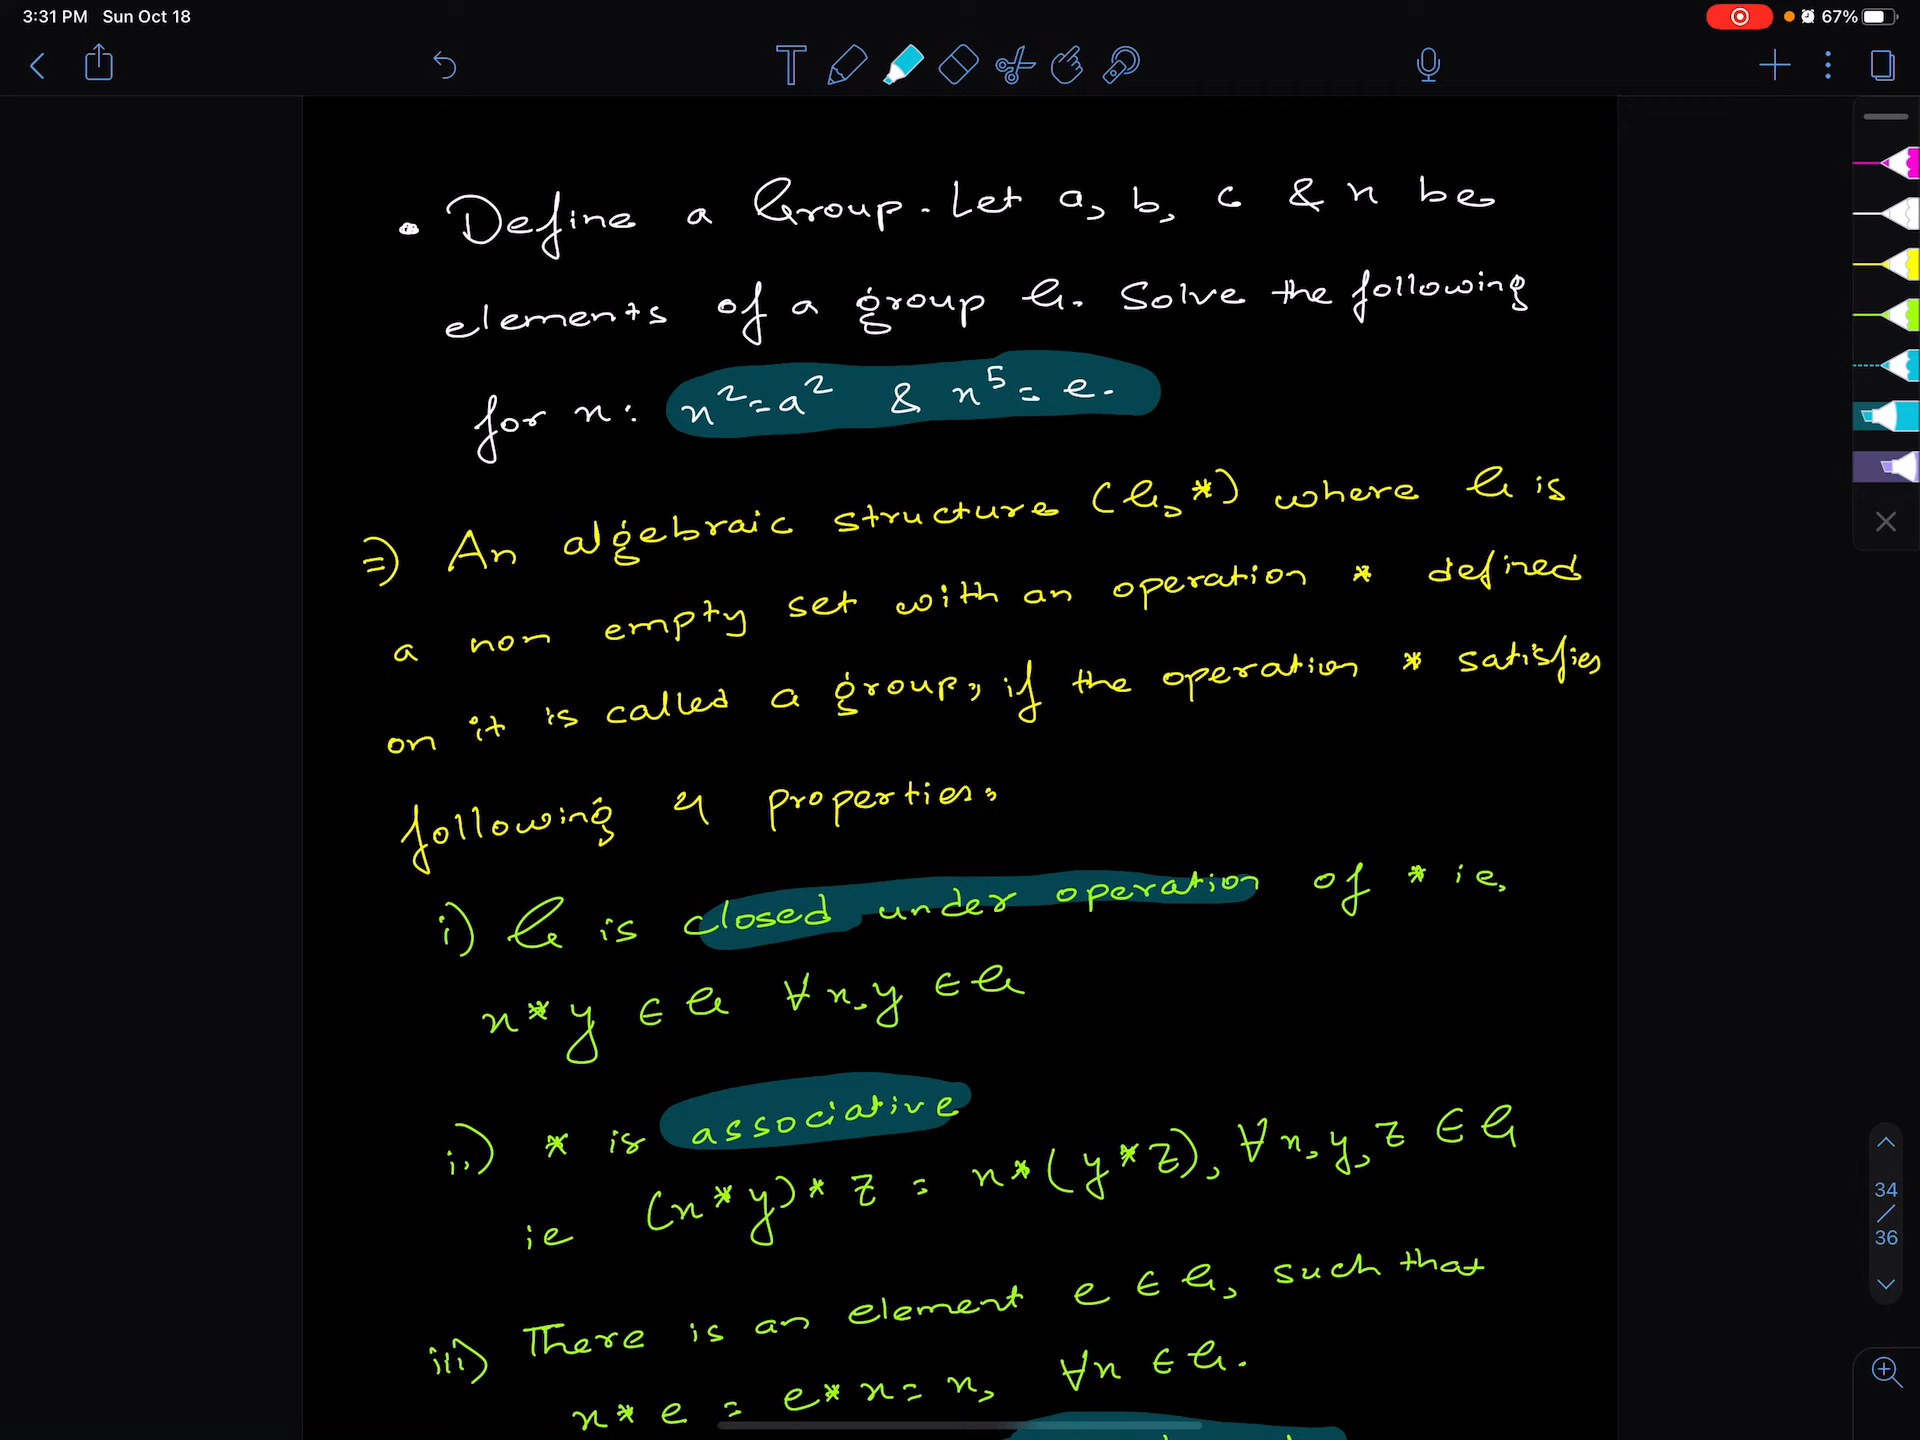 3:31 PM Sun Oct 18
67%
• Define a Group. Let a, b, c & x be
elements of a group G. Solve the following
for x: x² = a² & x⁵ = e.
⇒) An algebraic structure (G, *) where G is
a non empty set with an operation * defined
on it is called a group, if the operation * satisfies
following 4 properties,
i) G is closed under operation of * ie,
x * y ∈ G ∀ x, y ∈ G
ii) * is associative
ie (x * y) * z = x * (y * z), ∀ x, y, z ∈ G
iii) There is an element e ∈ G, such that
x * e = e * x = x, ∀x ∈ G.
34
/
36